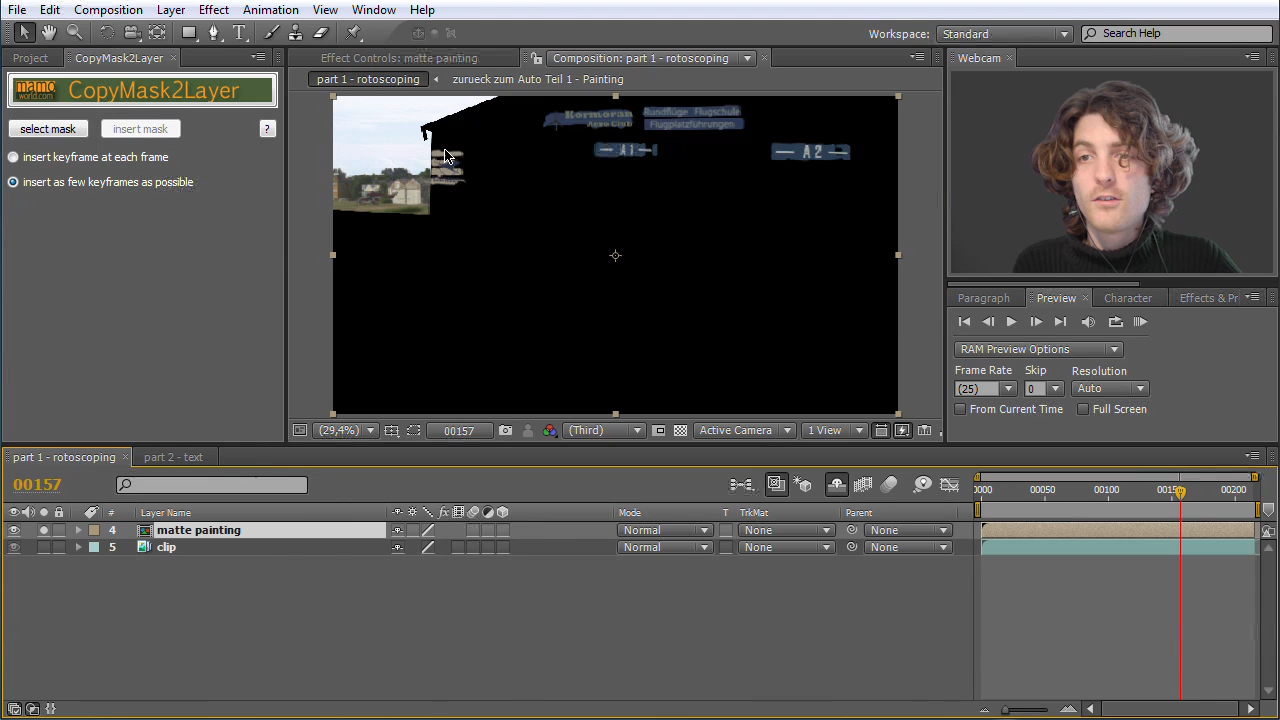 File Edit Composition Layer Effect Animation View Window Help
Workspace: Standard Search Help
Project CopyMask2Layer × Effect Controls: matte painting Composition: part 1 - rotoscoping × Webcam ×
mamoworld.com CopyMask2Layer
part 1 - rotoscoping zurueck zum Auto Teil 1 - Painting
select mask insert mask ?
insert keyframe at each frame
insert as few keyframes as possible
Kormoran
Aero Club
Rundflüge Flugschule
Flugplatzführungen
A1 A2
Paragraph Preview × Character Effects & Pr
RAM Preview Options
Frame Rate Skip Resolution
(25) 0 Auto
From Current Time Full Screen
(29,4%) 00157 (Third) Active Camera 1 View
part 1 - rotoscoping × part 2 - text
00157
0000 00050 00100 0015 00200
# Layer Name fx Mode T TrkMat Parent
4 matte painting Normal None None
5 clip Normal None None